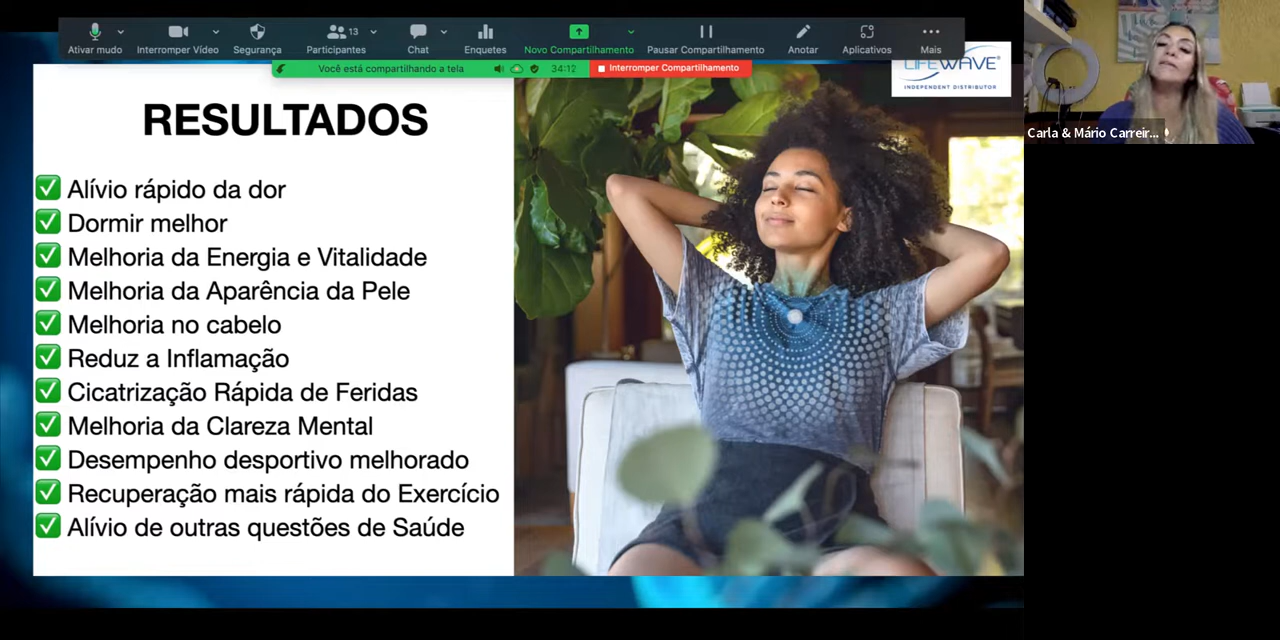 13
Ativar mudo
Interromper Vídeo
Segurança
Participantes
Chat
Enquetes
Novo Compartilhamento
Pausar Compartilhamento
Anotar
Aplicativos
Mais
Você está compartilhando a tela
34:12
Interromper Compartilhamento
LIFEWAVE®
INDEPENDENT DISTRIBUTOR
Carla & Mário Carreir...
RESULTADOS
Alívio rápido da dor
Dormir melhor
Melhoria da Energia e Vitalidade
Melhoria da Aparência da Pele
Melhoria no cabelo
Reduz a Inflamação
Cicatrização Rápida de Feridas
Melhoria da Clareza Mental
Desempenho desportivo melhorado
Recuperação mais rápida do Exercício
Alívio de outras questões de Saúde